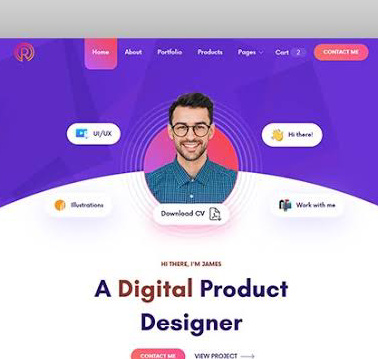 R
Home About Portfolio Products Pages Cart 2 CONTACT ME
UI/UX
Hi there!
Illustrations
Work with me
Download CV
HI THERE, I'M JAMES
A Digital Product
Designer
CONTACT ME VIEW PROJECT